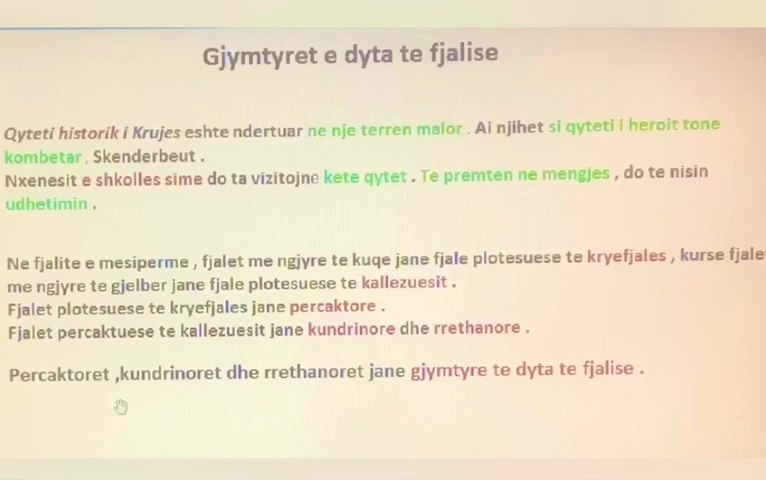 Gjymtyret e dyta te fjalise
Qyteti historik i Krujes eshte ndertuar ne nje terren malor . Ai njihet si qyteti i heroit tone
kombetar , Skenderbeut .
Nxenesit e shkolles sime do ta vizitojne kete qytet . Te premten ne mengjes , do te nisin
udhetimin .
Ne fjalite e mesiperme , fjalet me ngjyre te kuqe jane fjale plotesuese te kryefjales , kurse fjale
me ngjyre te gjelber jane fjale plotesuese te kallezuesit .
Fjalet plotesuese te kryefjales jane percaktore .
Fjalet percaktuese te kallezuesit jane kundrinore dhe rrethanore .
Percaktoret ,kundrinoret dhe rrethanoret jane gjymtyre te dyta te fjalise .